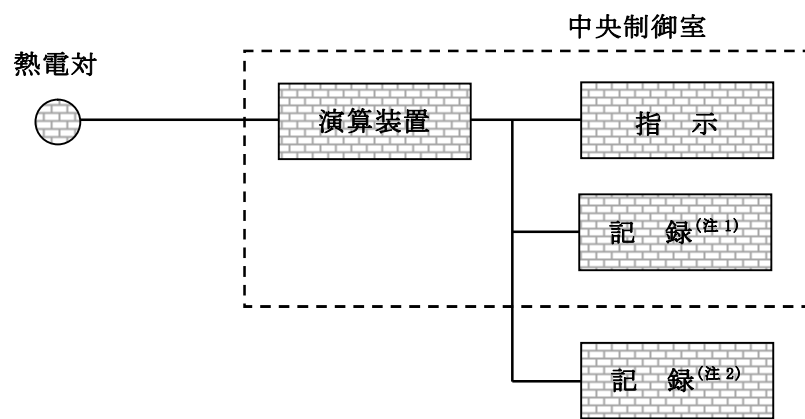 中央制御室
熱電対
演算装置
指　示
記　録(注1)
記　録(注2)